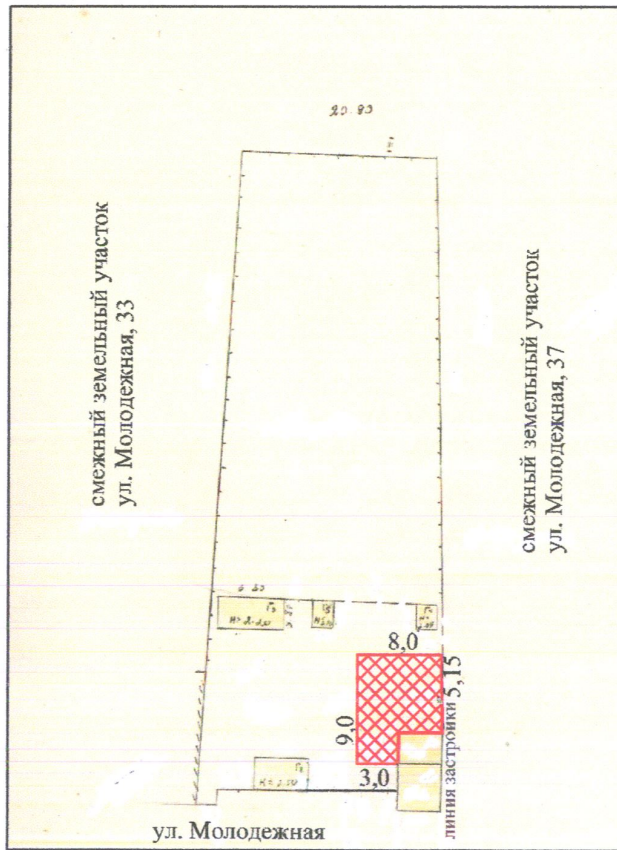 20.80
смежный земельный участок
ул. Молодежная, 33
смежный земельный участок
ул. Молодежная, 37
8,0
5,15
9,0
3,0
линия застройки
ул. Молодежная